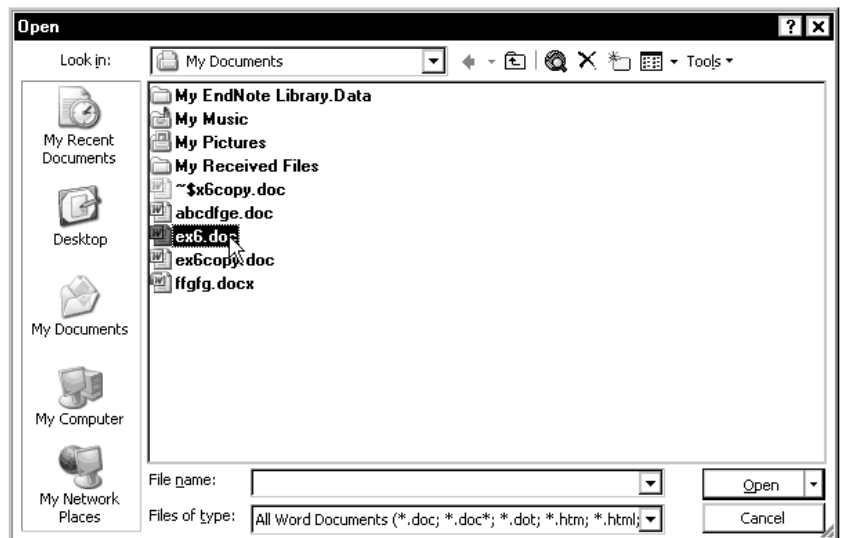 Open
Look in: My Documents Tools
My EndNote Library.Data
My Music
My Pictures
My Received Files
~$x6copy.doc
abcdfge.doc
ex6.doc
ex6copy.doc
ffgfg.docx
My Recent
Documents
Desktop
My Documents
My Computer
My Network
Places
File name: Open
Files of type: All Word Documents (*.doc; *.doc*; *.dot; *.htm; *.html; Cancel